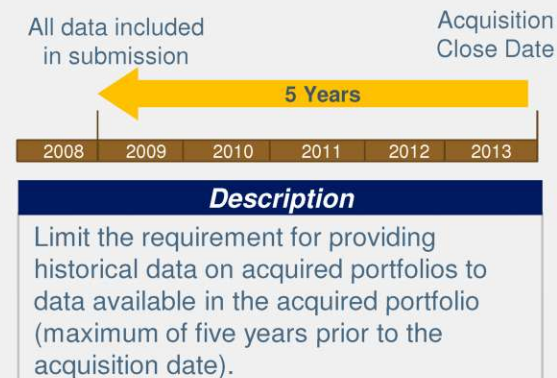 All data included
in submission
Acquisition
Close Date
5 Years
2008 2009 2010 2011 2012 2013
Description
Limit the requirement for providing
historical data on acquired portfolios to
data available in the acquired portfolio
(maximum of five years prior to the
acquisition date).